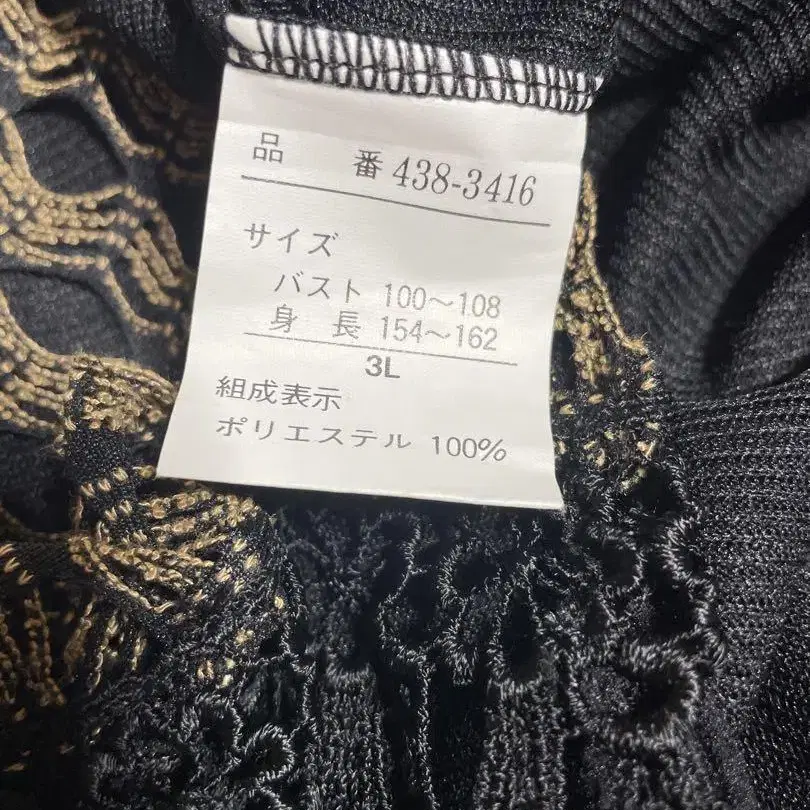 品 番 438-3416
サイズ
バスト 100～108
身 長 154～162
3L
組成表示
ポリエステル 100%